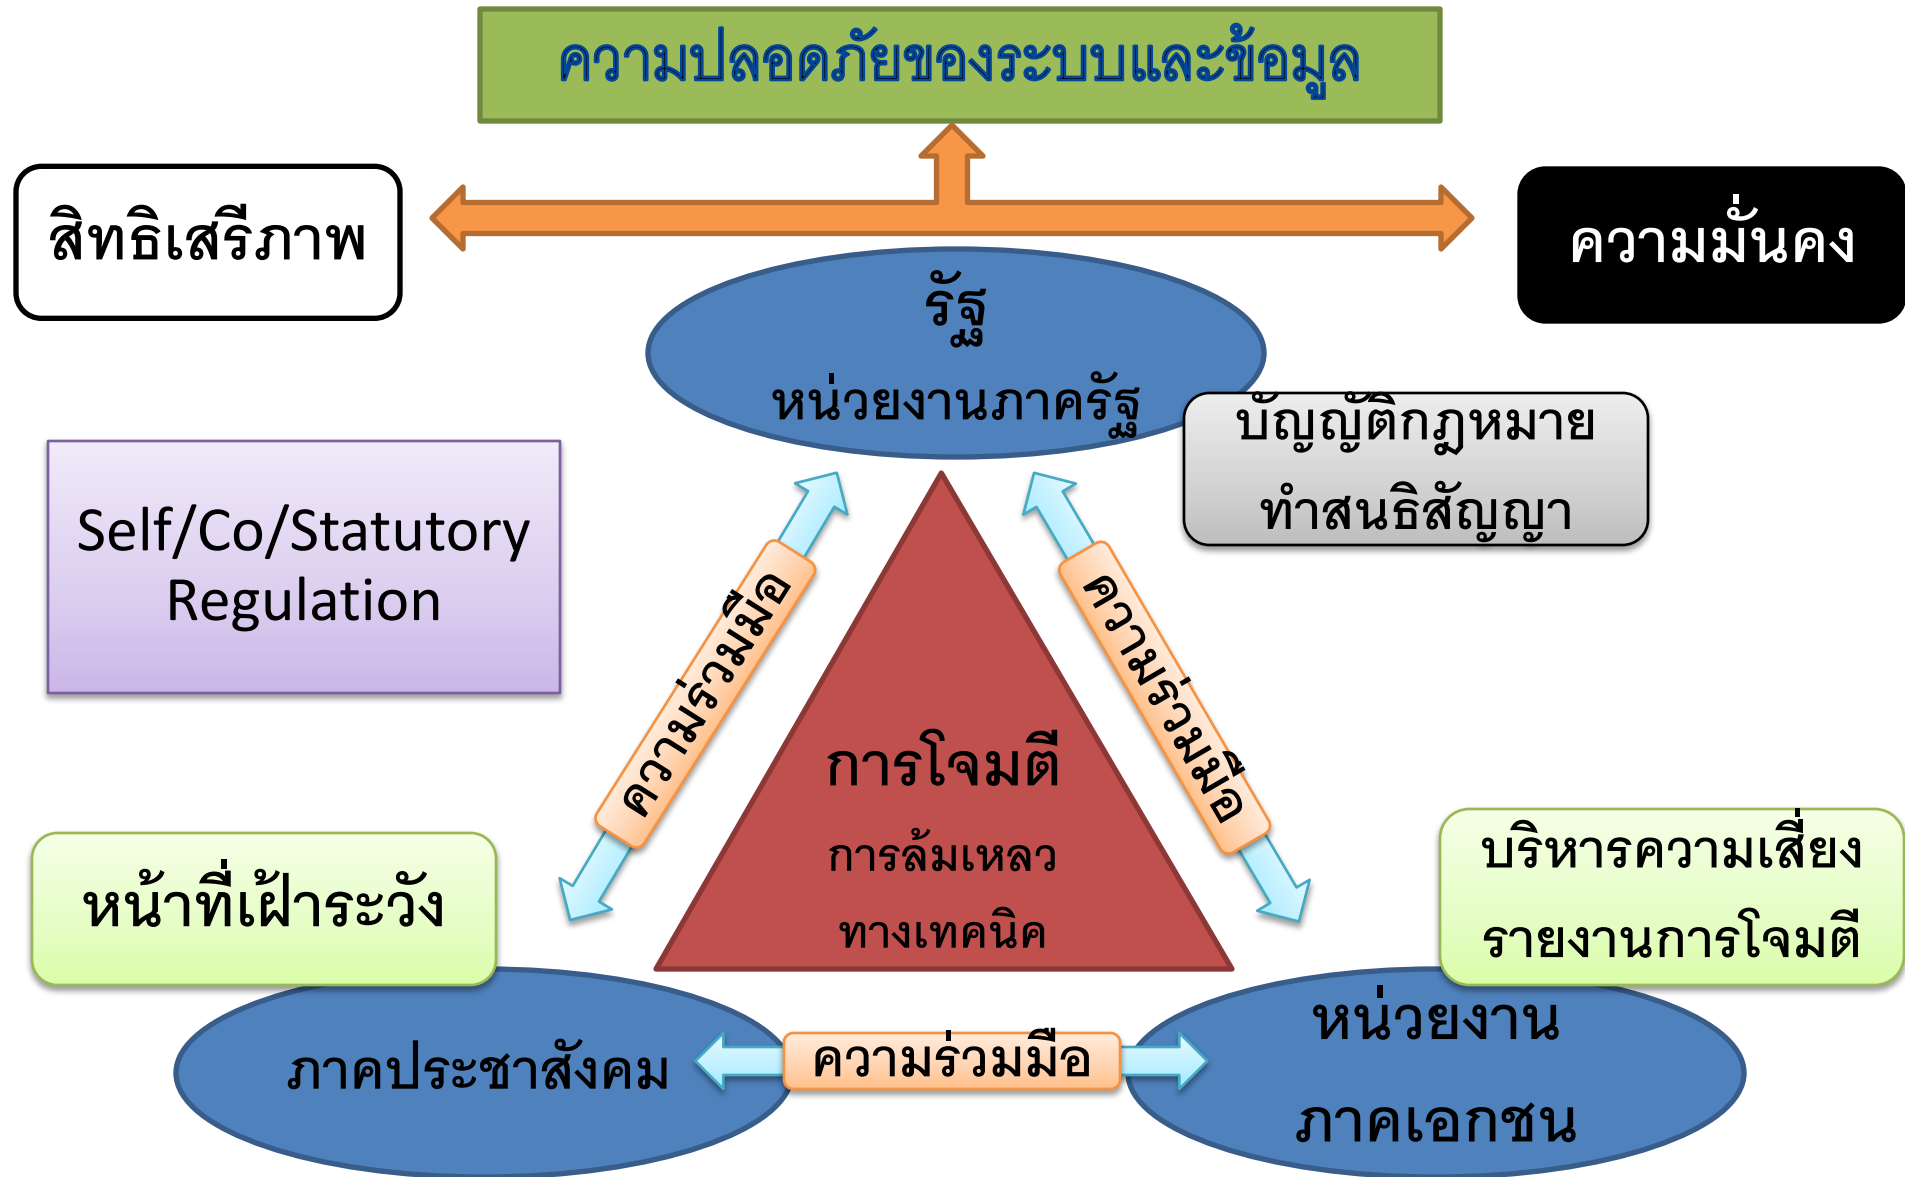 ความปลอดภัยของระบบและข้อมูล
สิทธิเสรีภาพ
ความมั่นคง
รัฐ
หน่วยงานภาครัฐ
บัญญัติกฎหมาย
ทำสนธิสัญญา
Self/Co/Statutory
Regulation
ความร่วมมือ
ความร่วมมือ
การโจมตี
การล้มเหลว
ทางเทคนิค
หน้าที่เฝ้าระวัง
บริหารความเสี่ยง
รายงานการโจมตี
ภาคประชาสังคม
ความร่วมมือ
หน่วยงาน
ภาคเอกชน